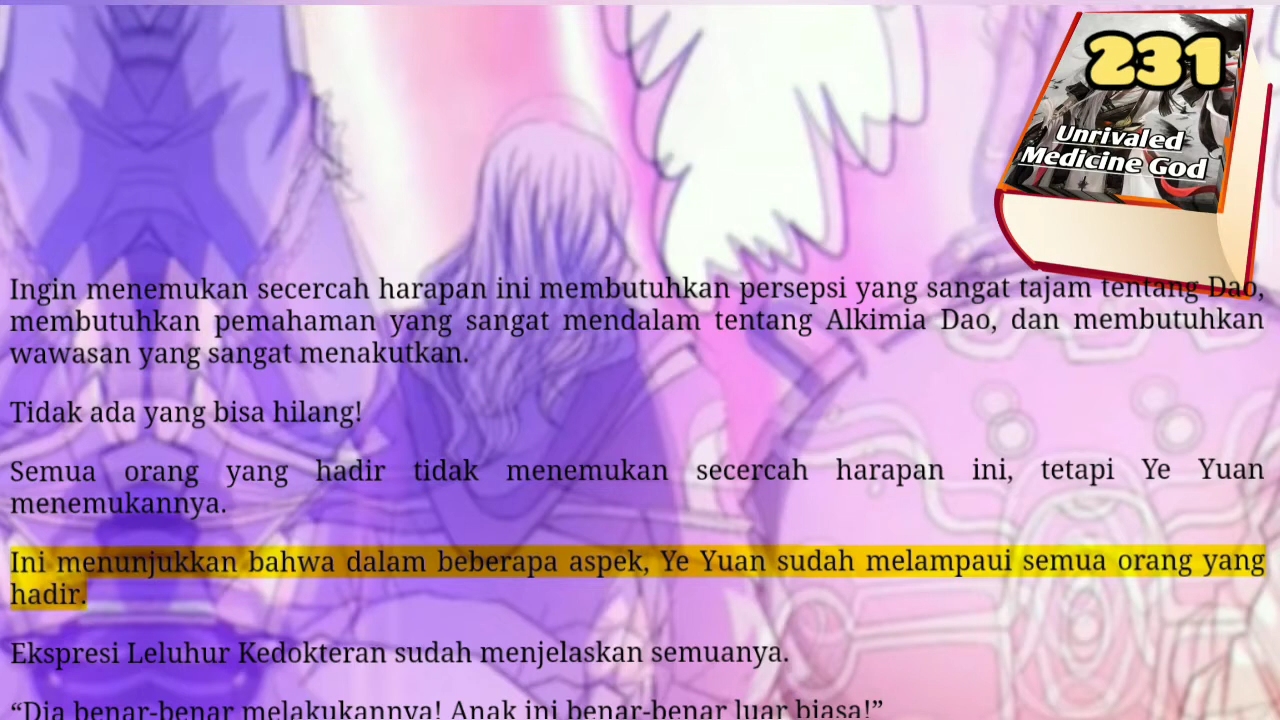 231
Unrivaled
Medicine God
Ingin menemukan secercah harapan ini membutuhkan persepsi yang sangat tajam tentang Dao,
membutuhkan pemahaman yang sangat mendalam tentang Alkimia Dao, dan membutuhkan
wawasan yang sangat menakutkan.
Tidak ada yang bisa hilang!
Semua orang yang hadir tidak menemukan secercah harapan ini, tetapi Ye Yuan
menemukannya.
Ini menunjukkan bahwa dalam beberapa aspek, Ye Yuan sudah melampaui semua orang yang
hadir.
Ekspresi Leluhur Kedokteran sudah menjelaskan semuanya.
“Dia benar-benar melakukannya! Anak ini benar-benar luar biasa!”